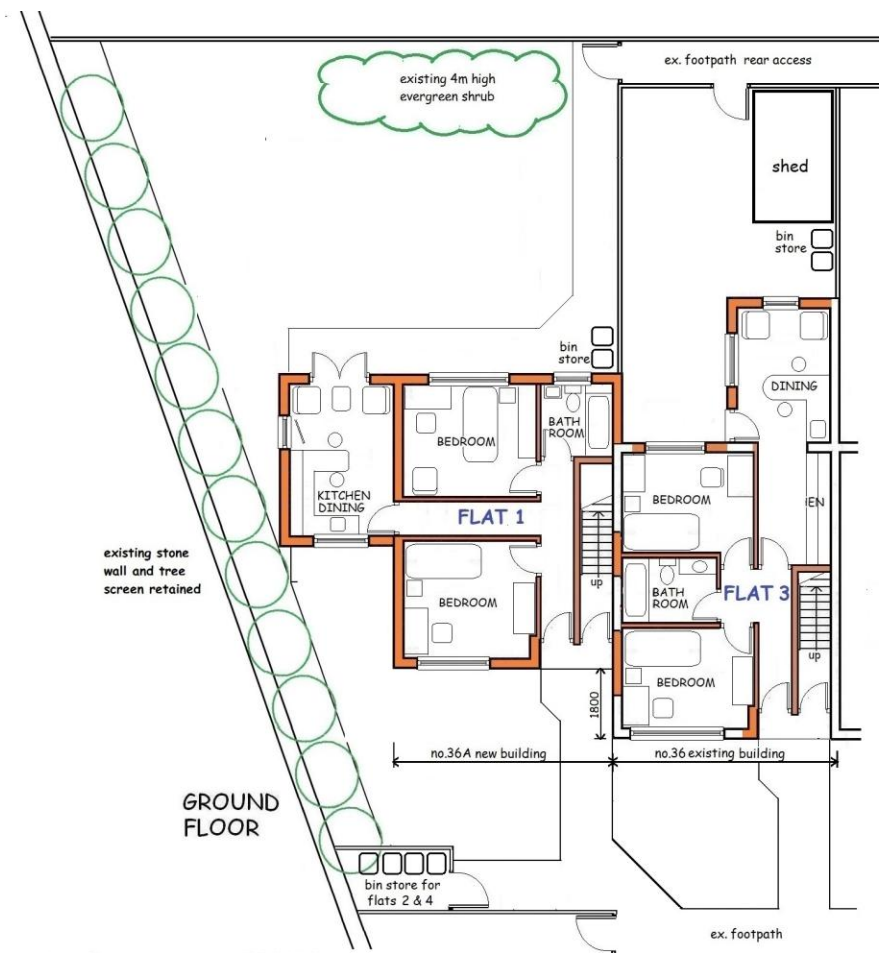 ex. footpath rear access
existing 4m high
evergreen shrub
shed
bin
store
bin
store
DINING
BATH
ROOM
BEDROOM
KITCHEN
DINING
FLAT 1
BEDROOM
EN
existing stone
wall and tree
screen retained
up
BATH
ROOM
FLAT 3
BEDROOM
up
BEDROOM
1800
no.36A new building
no.36 existing building
GROUND
FLOOR
bin store for
flats 2 & 4
ex. footpath